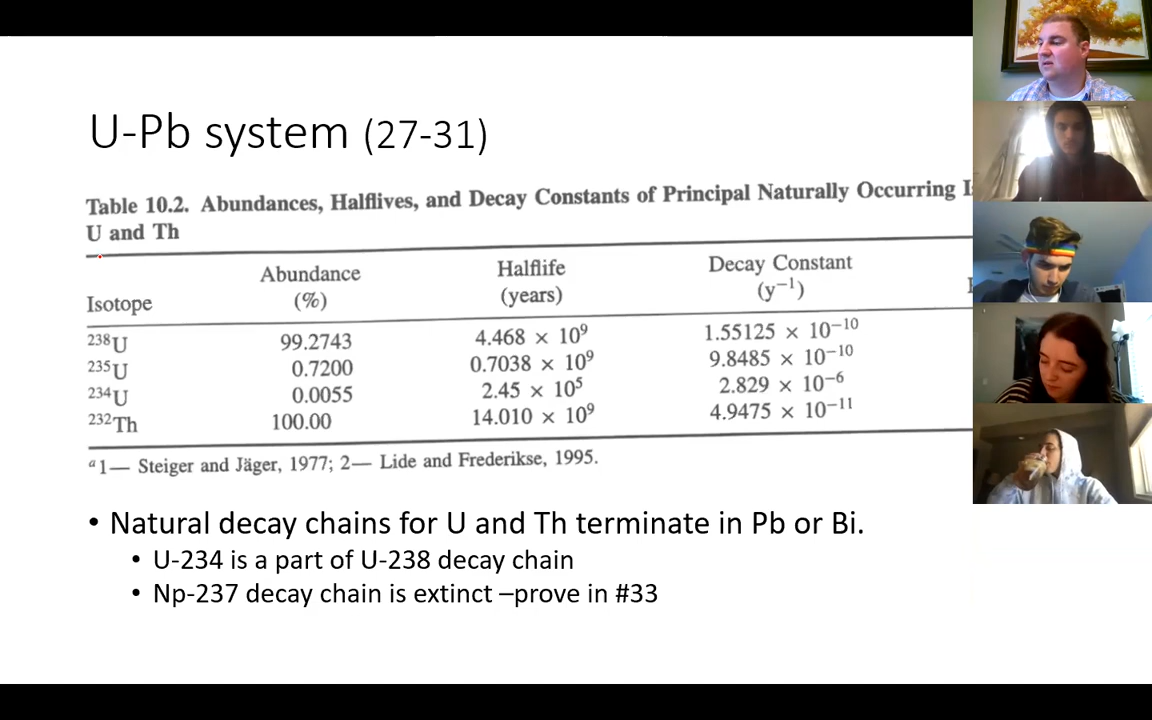 U-Pb system (27-31)
Table 10.2. Abundances, Halflives, and Decay Constants of Principal Naturally Occurring
U and Th
Isotope Abundance (%) Halflife (years) Decay Constant (y⁻¹)
²³⁸U 99.2743 4.468 × 10⁹ 1.55125 × 10⁻¹⁰
²³⁵U 0.7200 0.7038 × 10⁹ 9.8485 × 10⁻¹⁰
²³⁴U 0.0055 2.45 × 10⁵ 2.829 × 10⁻⁶
²³²Th 100.00 14.010 × 10⁹ 4.9475 × 10⁻¹¹
ᵃ1— Steiger and Jäger, 1977; 2— Lide and Frederikse, 1995.
• Natural decay chains for U and Th terminate in Pb or Bi.
• U-234 is a part of U-238 decay chain
• Np-237 decay chain is extinct –prove in #33